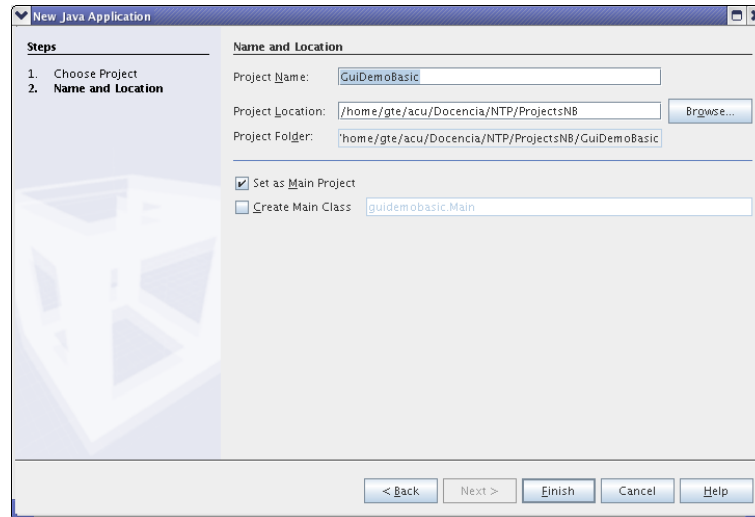 New Java Application
Steps
1. Choose Project
2. Name and Location
Name and Location
Project Name: GuiDemoBasic
Project Location: /home/gte/acu/Docencia/NTP/ProjectsNB Browse...
Project Folder: 'home/gte/acu/Docencia/NTP/ProjectsNB/GuiDemoBasic
Set as Main Project
Create Main Class guidemobasic.Main
< Back Next > Finish Cancel Help